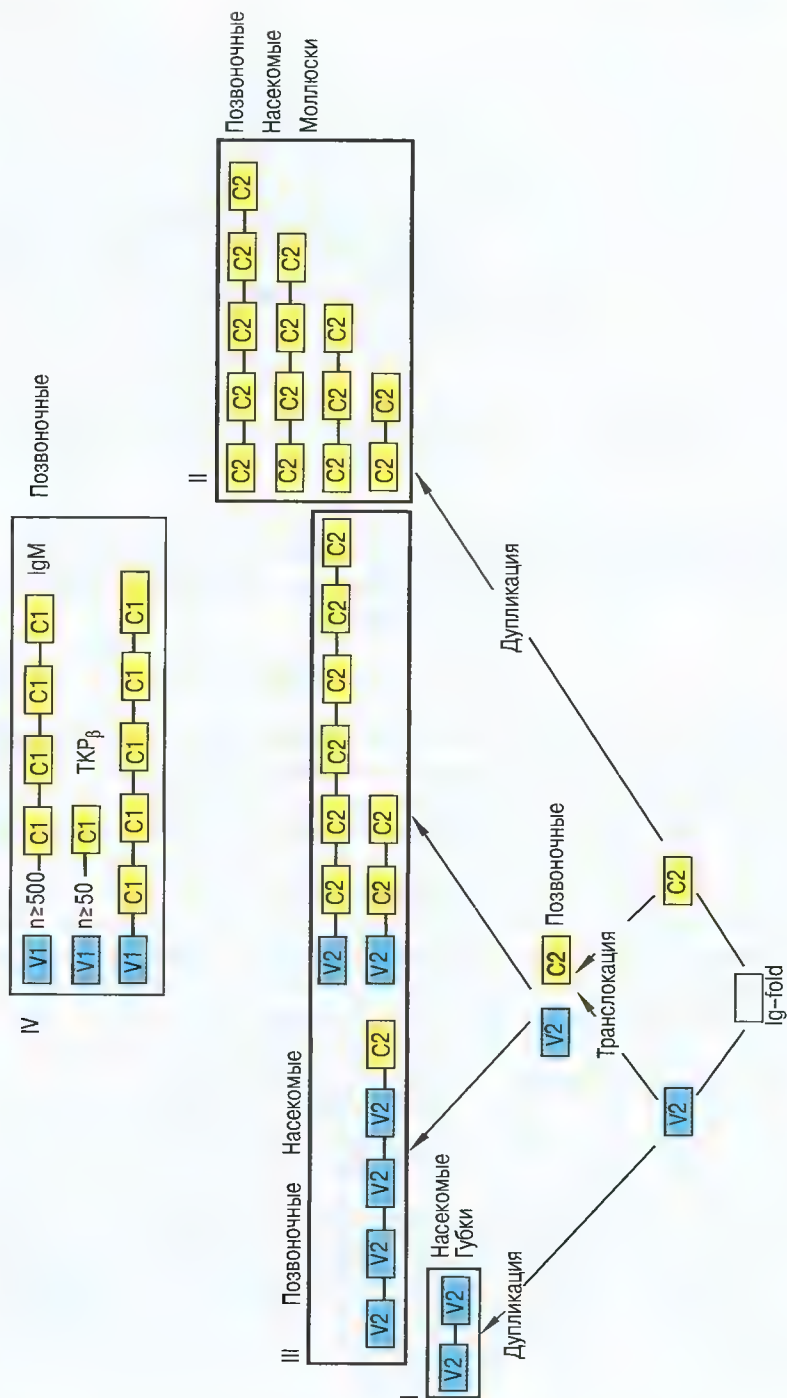 IV
Позвоночные
V1 n≥500 C1 C1 C1 C1 IgM
V1 n≥50 C1 ТКРβ
V1 C1 C1 C1 C1 C1
II
C2 C2 C2 C2 C2 Позвоночные
C2 C2 C2 C2 Насекомые
C2 C2 C2 Моллюски
C2 C2
III Позвоночные Насекомые
V2 C2 C2 C2 C2 C2 C2
V2 V2 V2 V2 C2
V2 C2 C2
I
V2 V2
Насекомые
Губки
Дупликация
Дупликация
V2 C2 Позвоночные
Транслокация
V2
C2
Ig-fold